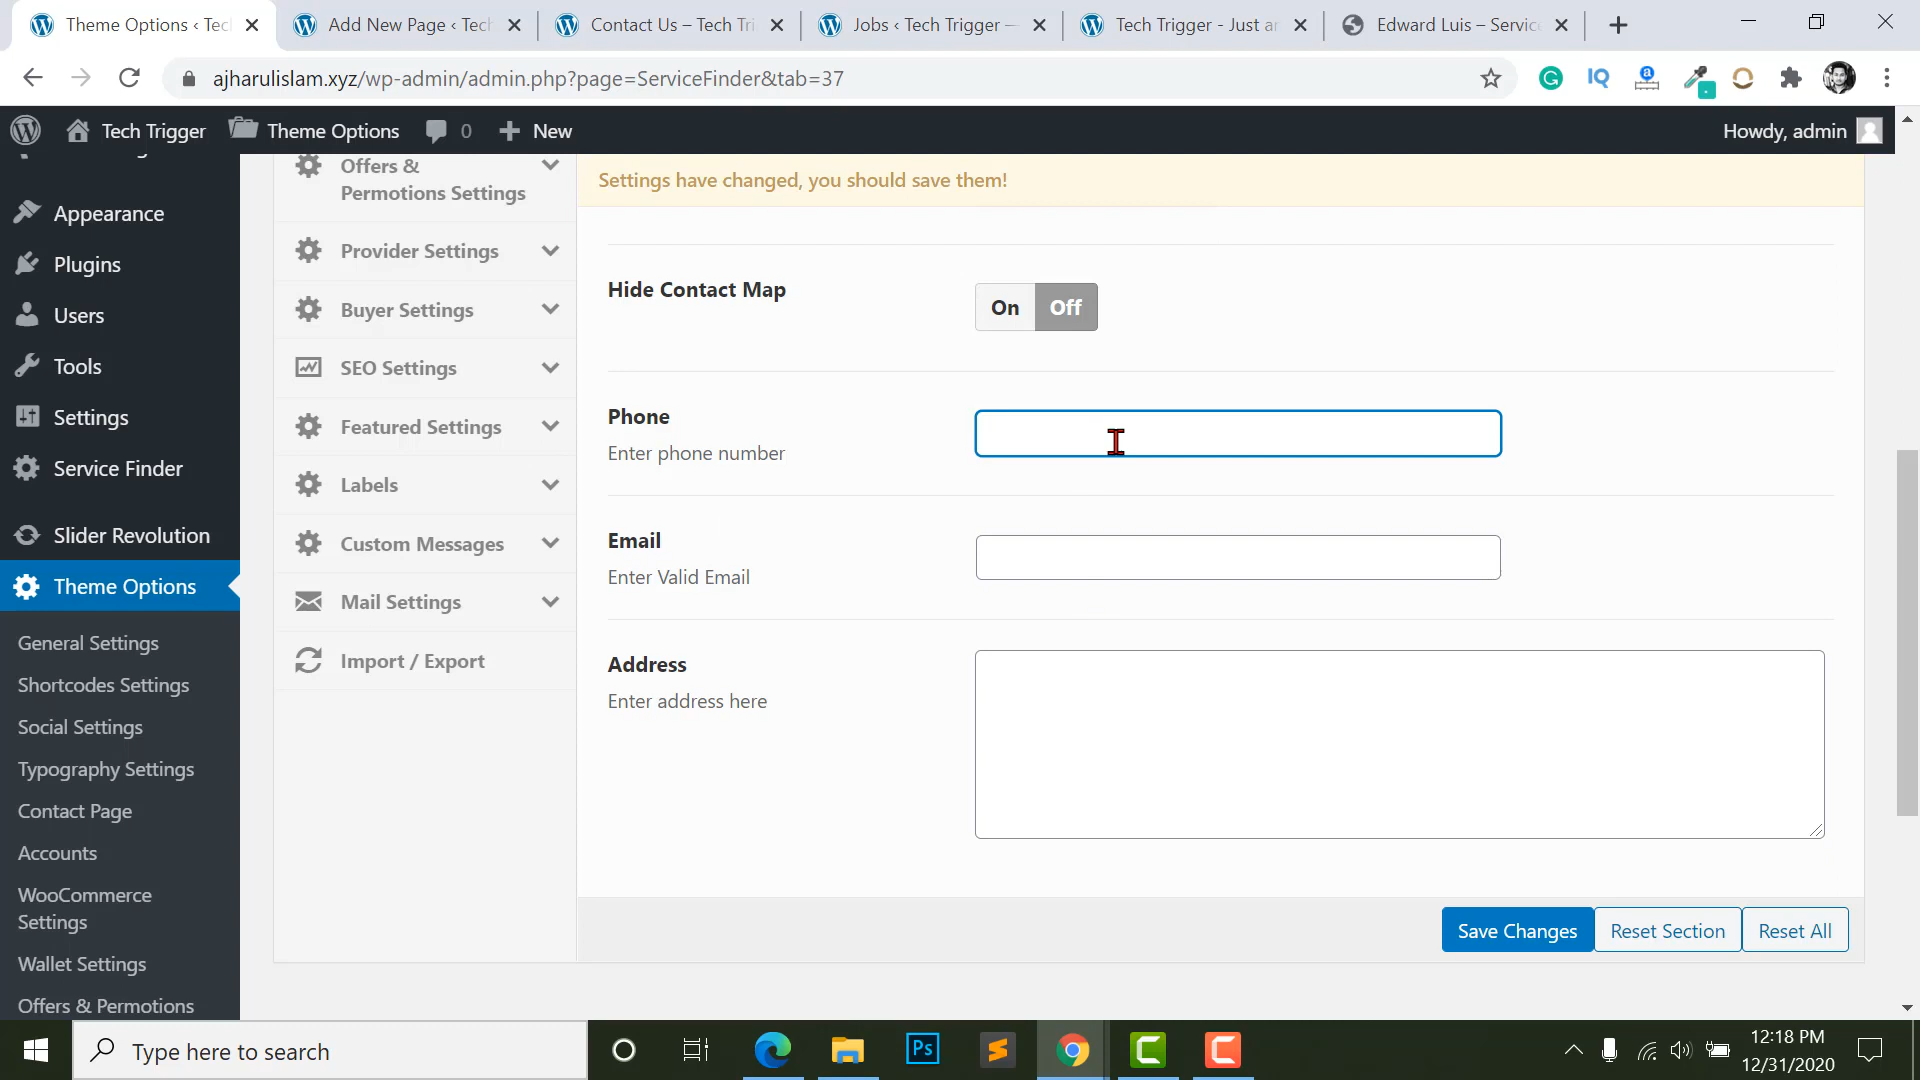 Theme Options ‹ Tec
Add New Page ‹ Tech
Contact Us – Tech Tri
Jobs ‹ Tech Trigger —
Tech Trigger - Just an
Edward Luis – Service
ajharulislam.xyz/wp-admin/admin.php?page=ServiceFinder&tab=37
Tech Trigger
Theme Options
0
New
Howdy, admin
Appearance
Plugins
Users
Tools
Settings
Service Finder
Slider Revolution
Theme Options
General Settings
Shortcodes Settings
Social Settings
Typography Settings
Contact Page
Accounts
WooCommerce
Settings
Wallet Settings
Offers & Permotions
Offers &
Permotions Settings
Provider Settings
Buyer Settings
SEO Settings
Featured Settings
Labels
Custom Messages
Mail Settings
Import / Export
Settings have changed, you should save them!
Hide Contact Map
On
Off
Phone
Enter phone number
Email
Enter Valid Email
Address
Enter address here
Save Changes
Reset Section
Reset All
Type here to search
Ps
12:18 PM
12/31/2020